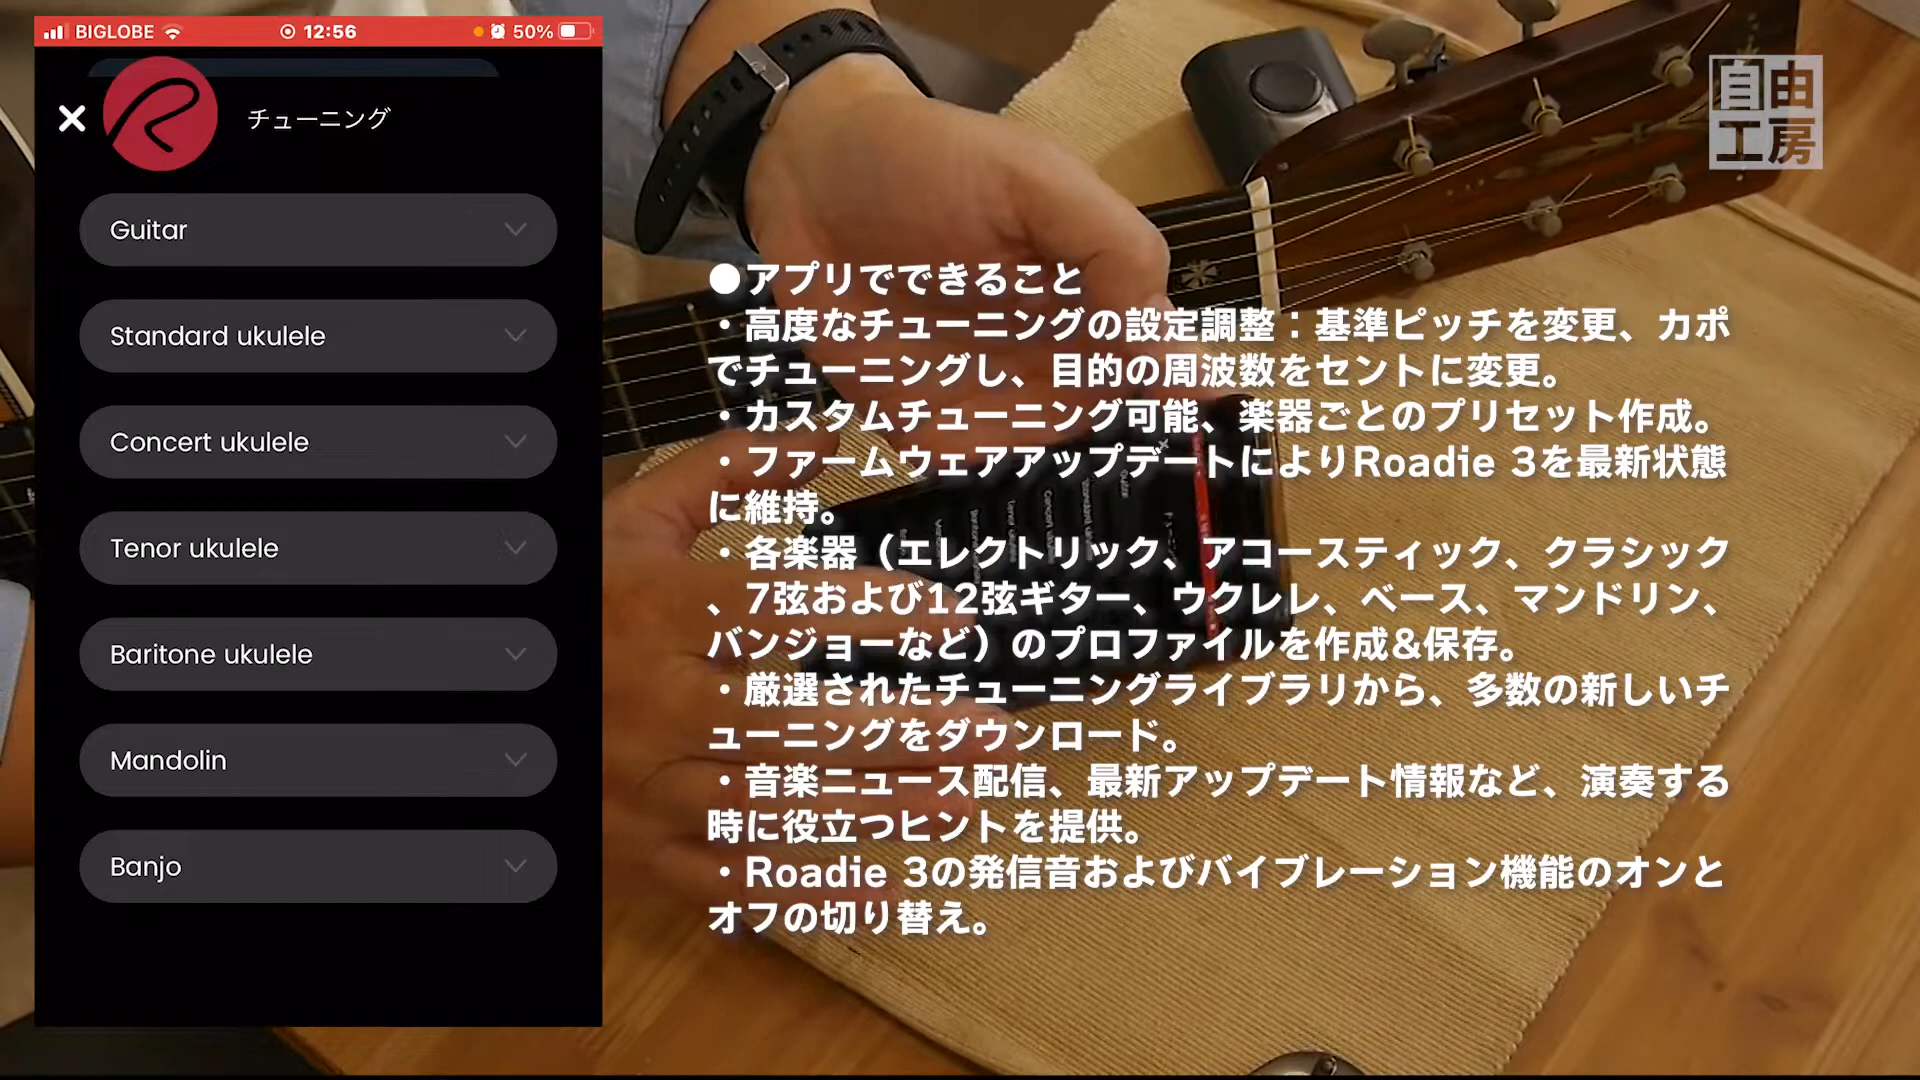 BIGLOBE 12:56 50%
チューニング
Guitar
Standard ukulele
Concert ukulele
Tenor ukulele
Baritone ukulele
Mandolin
Banjo
自由
工房
●アプリでできること
・高度なチューニングの設定調整：基準ピッチを変更、カポ
でチューニングし、目的の周波数をセントに変更。
・カスタムチューニング可能、楽器ごとのプリセット作成。
・ファームウェアアップデートによりRoadie 3を最新状態
に維持。
・各楽器（エレクトリック、アコースティック、クラシック
、7弦および12弦ギター、ウクレレ、ベース、マンドリン、
バンジョーなど）のプロファイルを作成&保存。
・厳選されたチューニングライブラリから、多数の新しいチ
ューニングをダウンロード。
・音楽ニュース配信、最新アップデート情報など、演奏する
時に役立つヒントを提供。
・Roadie 3の発信音およびバイブレーション機能のオンと
オフの切り替え。